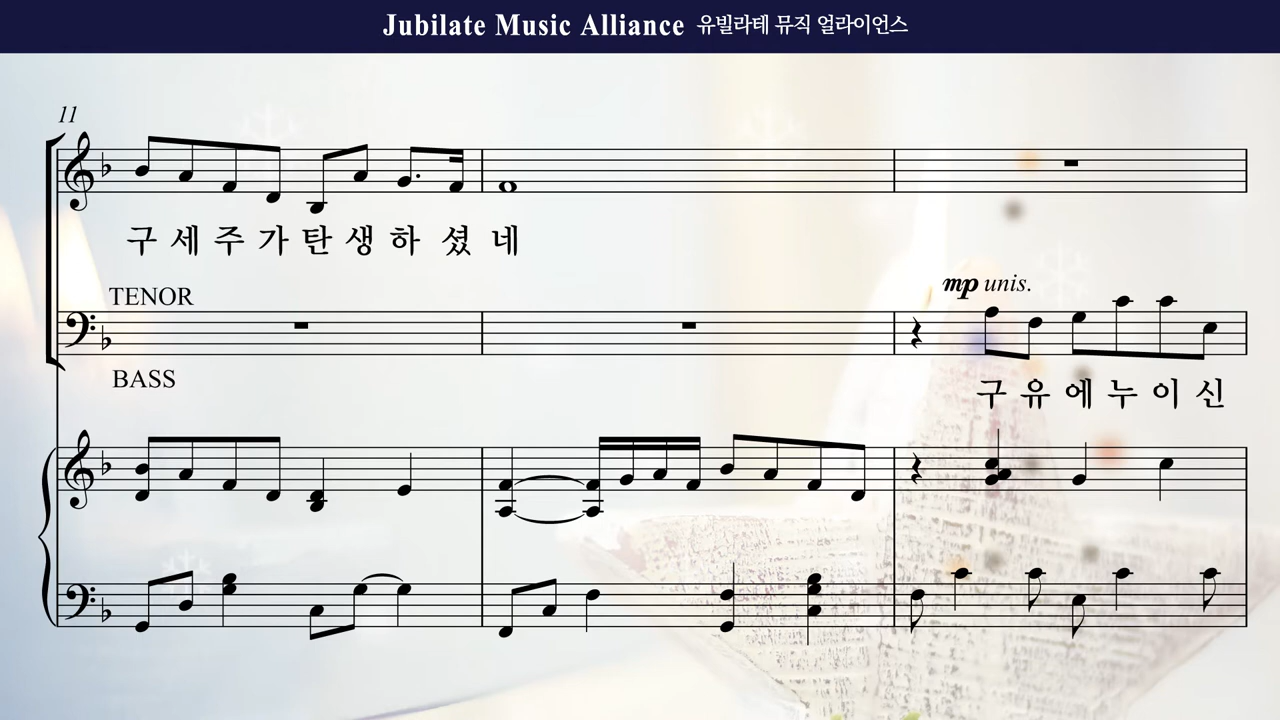 Jubilate Music Alliance 유빌라테 뮤직 얼라이언스
11
구 세 주 가 탄 생 하 셨 네
TENOR
mp unis.
BASS
구 유 에 누 이 신